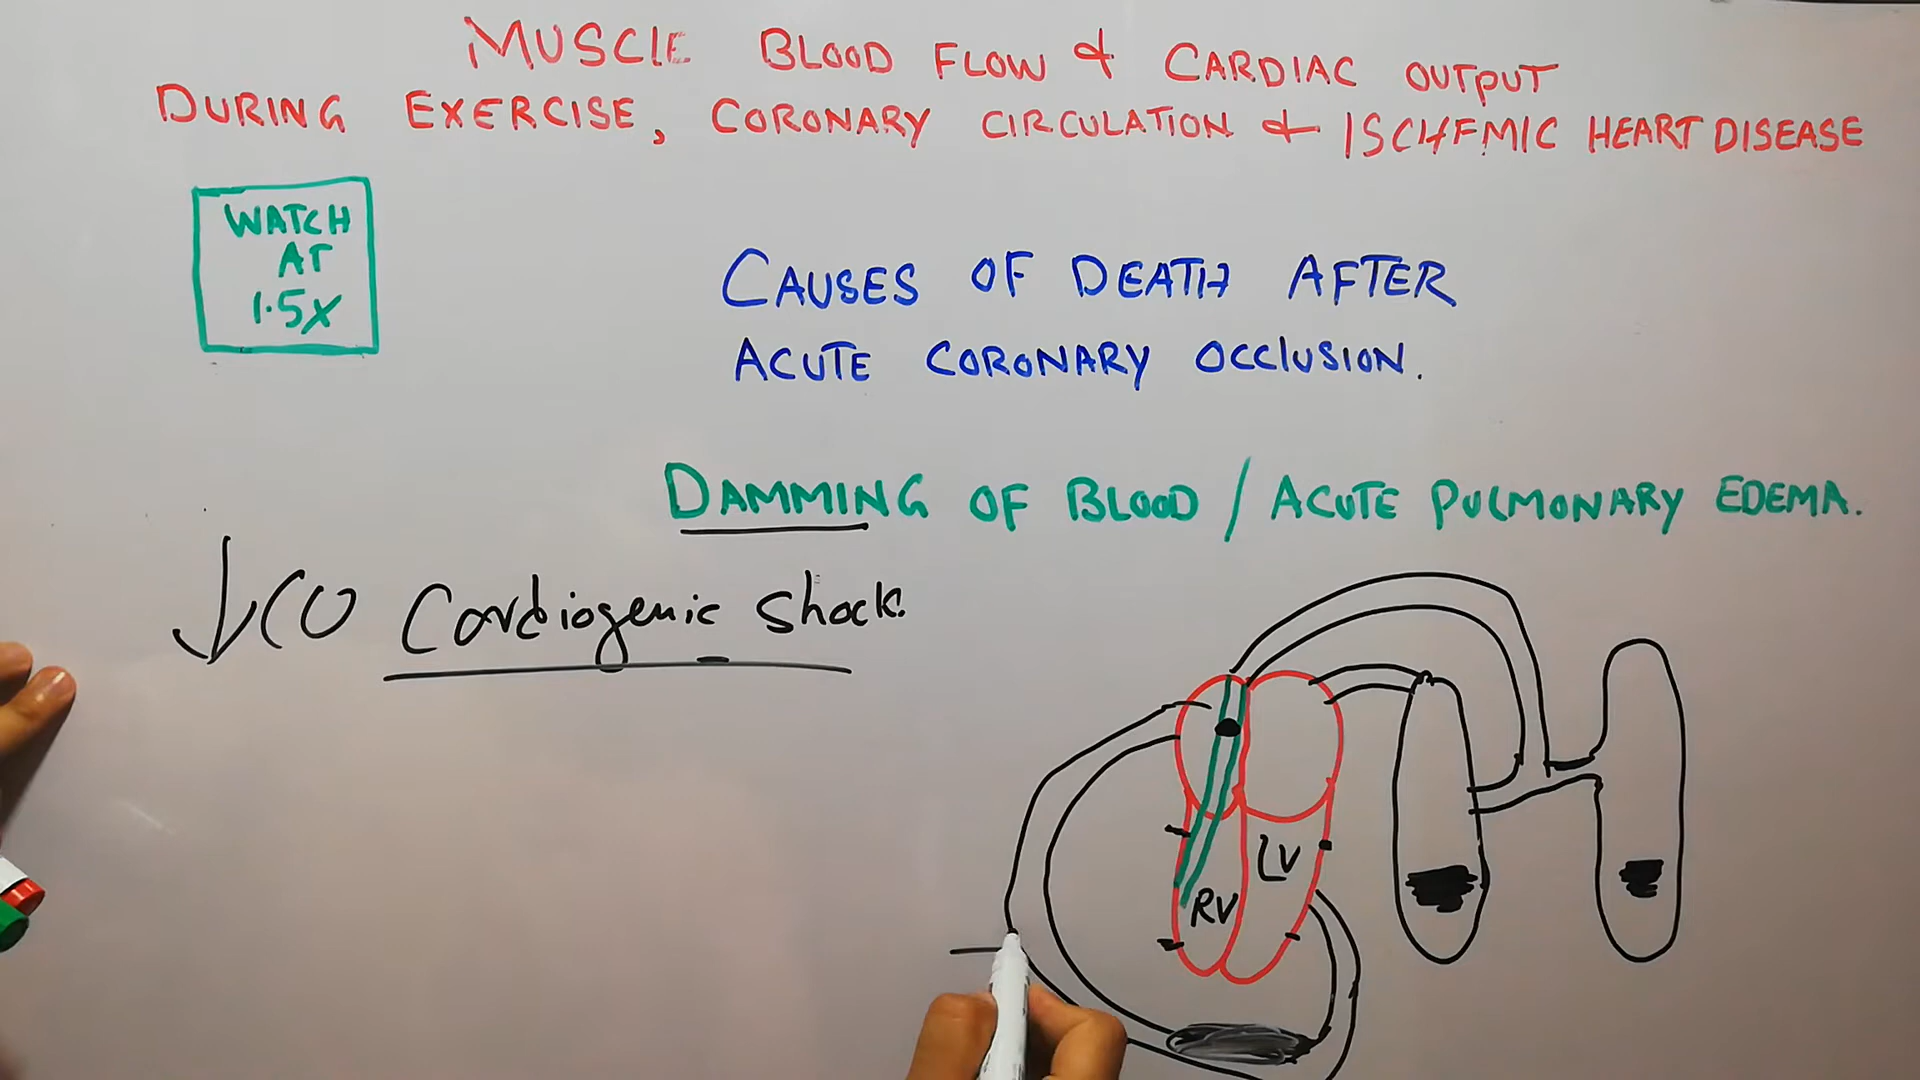 MUSCLE BLOOD FLOW & CARDIAC OUTPUT
DURING EXERCISE, CORONARY CIRCULATION & ISCHEMIC HEART DISEASE
WATCH
AT
1.5X
CAUSES OF DEATH AFTER
ACUTE CORONARY OCCLUSION.
DAMMING OF BLOOD / ACUTE PULMONARY EDEMA.
↓CO Cardiogenic shock.
LV
RV